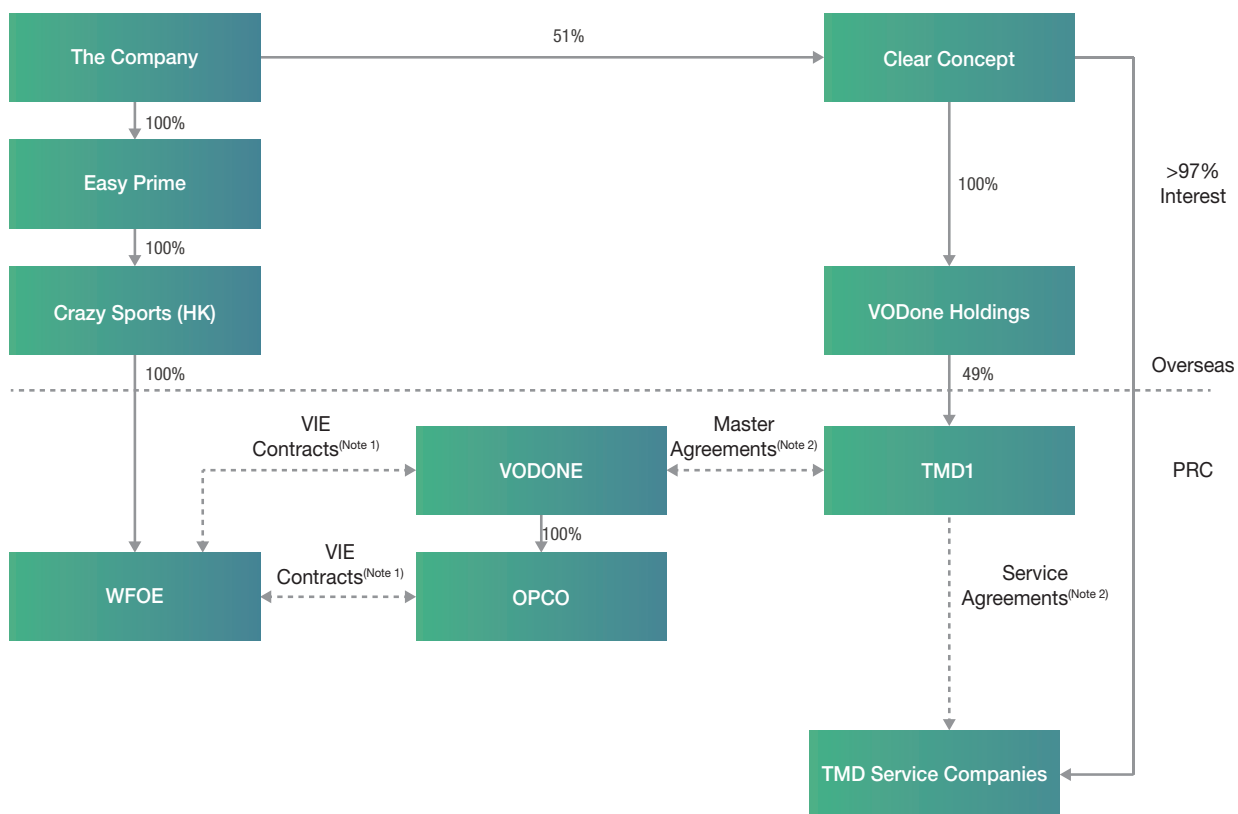 The Company
51%
Clear Concept
100%
Easy Prime
100%
>97%
Interest
100%
Crazy Sports (HK)
VODone Holdings
Overseas
100%
49%
VIE
Contracts(Note 1)
Master
Agreements(Note 2)
VODONE
TMD1
PRC
100%
VIE
Contracts(Note 1)
WFOE
OPCO
Service
Agreements(Note 2)
TMD Service Companies